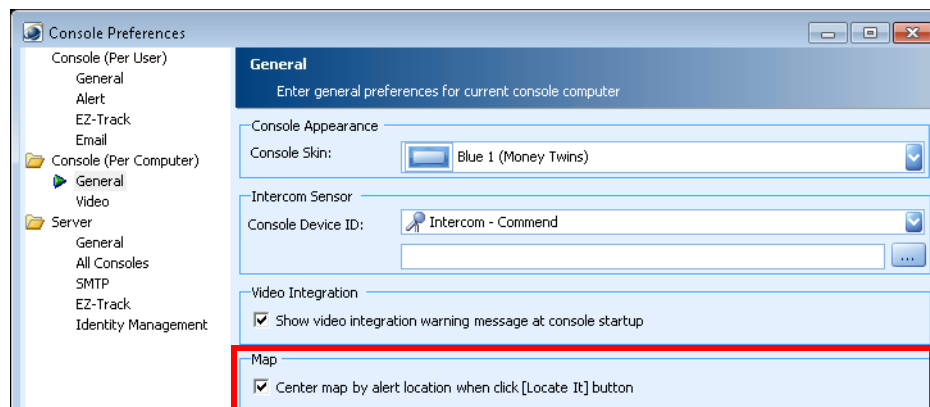 Console Preferences
Console (Per User)
General
Alert
EZ-Track
Email
Console (Per Computer)
General
Video
Server
General
All Consoles
SMTP
EZ-Track
Identity Management
General
Enter general preferences for current console computer
Console Appearance
Console Skin: Blue 1 (Money Twins)
Intercom Sensor
Console Device ID: Intercom - Commend
...
Video Integration
Show video integration warning message at console startup
Map
Center map by alert location when click [Locate It] button